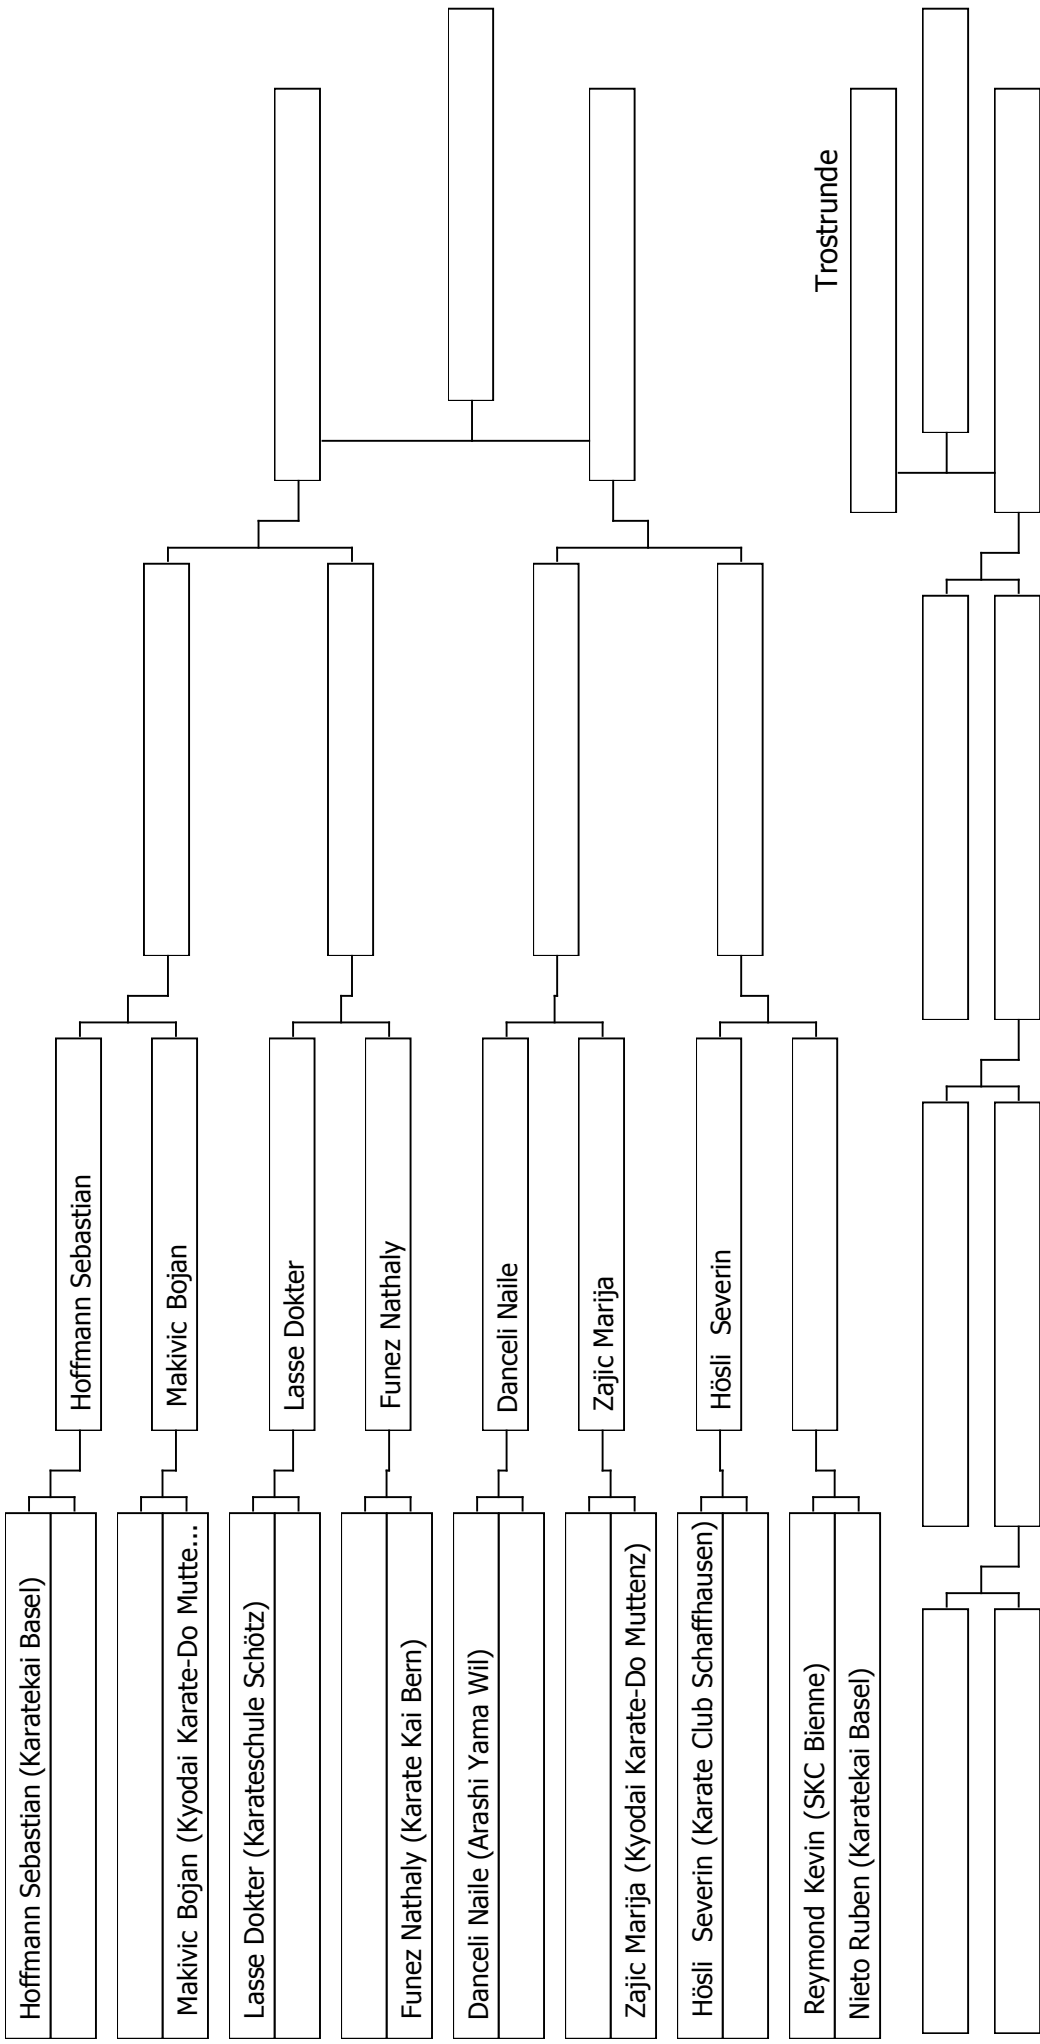 Hoffmann Sebastian (Karatekai Basel)
Makivic Bojan (Kyodai Karate-Do Mutte...
Lasse Dokter (Karateschule Schötz)
Funez Nathaly (Karate Kai Bern)
Danceli Naile (Arashi Yama Wil)
Zajic Marija (Kyodai Karate-Do Muttenz)
Hösli  Severin (Karate Club Schaffhausen)
Reymond Kevin (SKC Bienne)
Nieto Ruben (Karatekai Basel)
Hoffmann Sebastian
Makivic Bojan
Lasse Dokter
Funez Nathaly
Danceli Naile
Zajic Marija
Hösli  Severin
Trostrunde